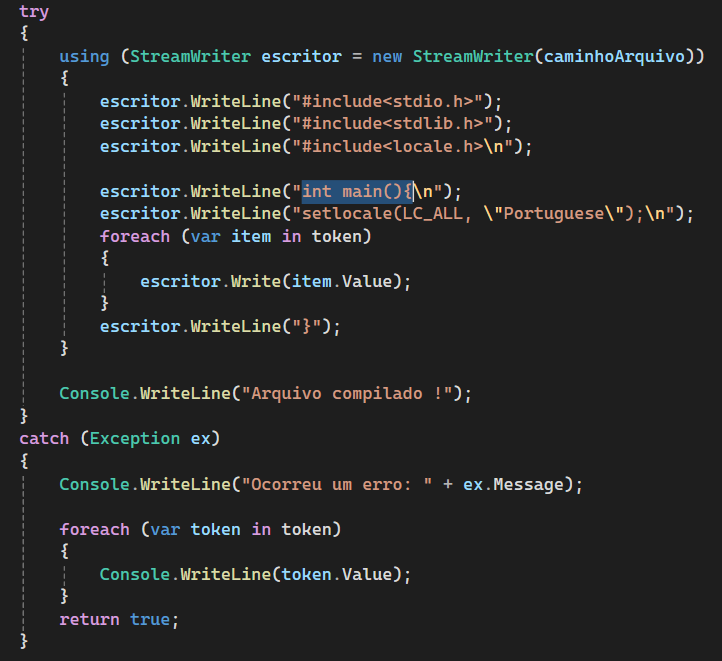 try
{
using (StreamWriter escritor = new StreamWriter(caminhoArquivo))
{
escritor.WriteLine("#include<stdio.h>");
escritor.WriteLine("#include<stdlib.h>");
escritor.WriteLine("#include<locale.h>\n");
escritor.WriteLine("int main(){\n");
escritor.WriteLine("setlocale(LC_ALL, \"Portuguese\");\n");
foreach (var item in token)
{
escritor.Write(item.Value);
}
escritor.WriteLine("}");
}
Console.WriteLine("Arquivo compilado !");
}
catch (Exception ex)
{
Console.WriteLine("Ocorreu um erro: " + ex.Message);
foreach (var token in token)
{
Console.WriteLine(token.Value);
}
return true;
}